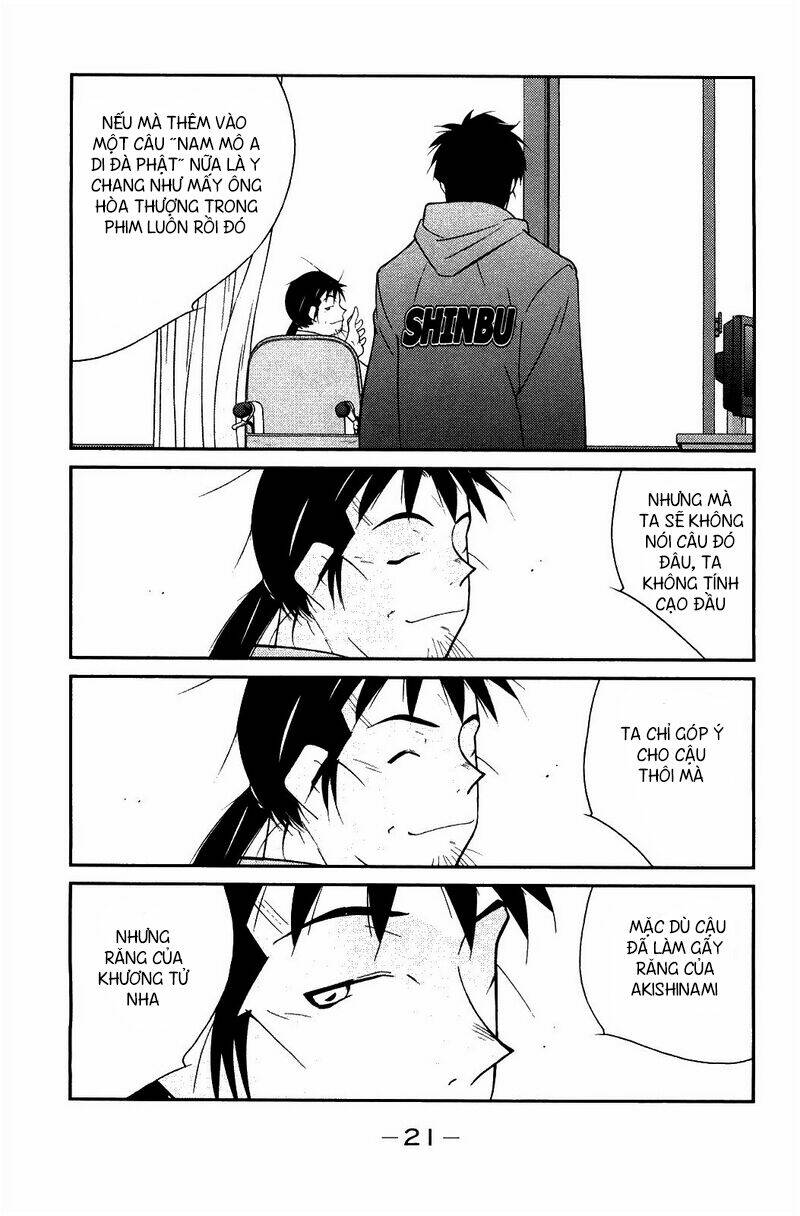 NẾU MÀ THÊM VÀO
MỘT CÂU "NAM MÔ A
DI ĐÀ PHẬT" NỮA LÀ Y
CHANG NHƯ MẤY ÔNG
HÒA THƯỢNG TRONG
PHIM LUÔN RỒI ĐÓ
SHINBU
NHƯNG MÀ
TA SẼ KHÔNG
NÓI CÂU ĐÓ
ĐÂU, TA
KHÔNG TÍNH
CẠO ĐẦU
TA CHỈ GÓP Ý
CHO CẬU
THÔI MÀ
MẶC DÙ CẬU
ĐÃ LÀM GÃY
RĂNG CỦA
AKISHINAMI
NHƯNG
RĂNG CỦA
KHƯƠNG TỬ
NHA
-21-